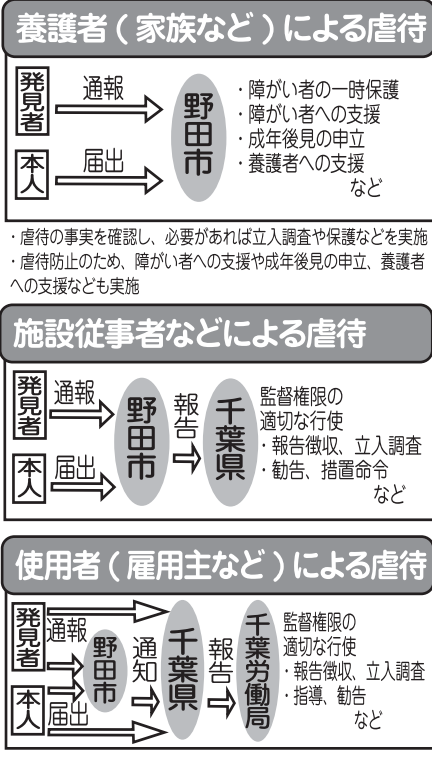 養護者(家族など)による虐待
発見者
通報
本人
届出
野田市
・障がい者の一時保護
・障がい者への支援
・成年後見の申立
・養護者への支援
など
・虐待の事実を確認し、必要があれば立入調査や保護などを実施
・虐待防止のため、障がい者への支援や成年後見の申立、養護者
への支援なども実施
施設従事者などによる虐待
発見者
通報
本人
届出
野田市
報告
千葉県
監督権限の
適切な行使
・報告徴収、立入調査
・勧告、措置命令
など
使用者(雇用主など)による虐待
発見者
通報
本人
届出
野田市
通知
千葉県
報告
千葉労働局
監督権限の
適切な行使
・報告徴収、立入調査
・指導、勧告
など